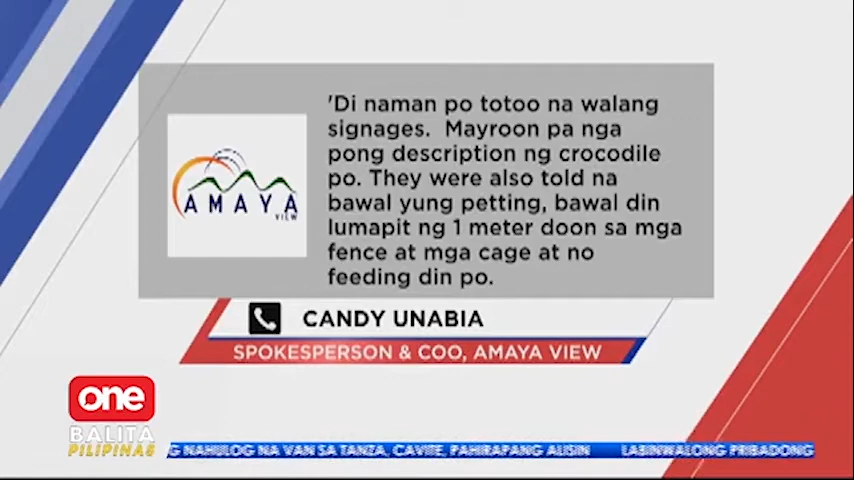 'Di naman po totoo na walang
signages. Mayroon pa nga
pong description ng crocodile
po. They were also told na
bawal yung petting, bawal din
lumapit ng 1 meter doon sa mga
fence at mga cage at no
feeding din po.
AMAYA
VIEW
CANDY UNABIA
SPOKESPERSON & COO, AMAYA VIEW
one
BALITA
PILIPINAS
G NAHULOG NA VAN SA TANZA, CAVITE, PAHIRAPANG ALISIN LABINWALONG PRIBADONG